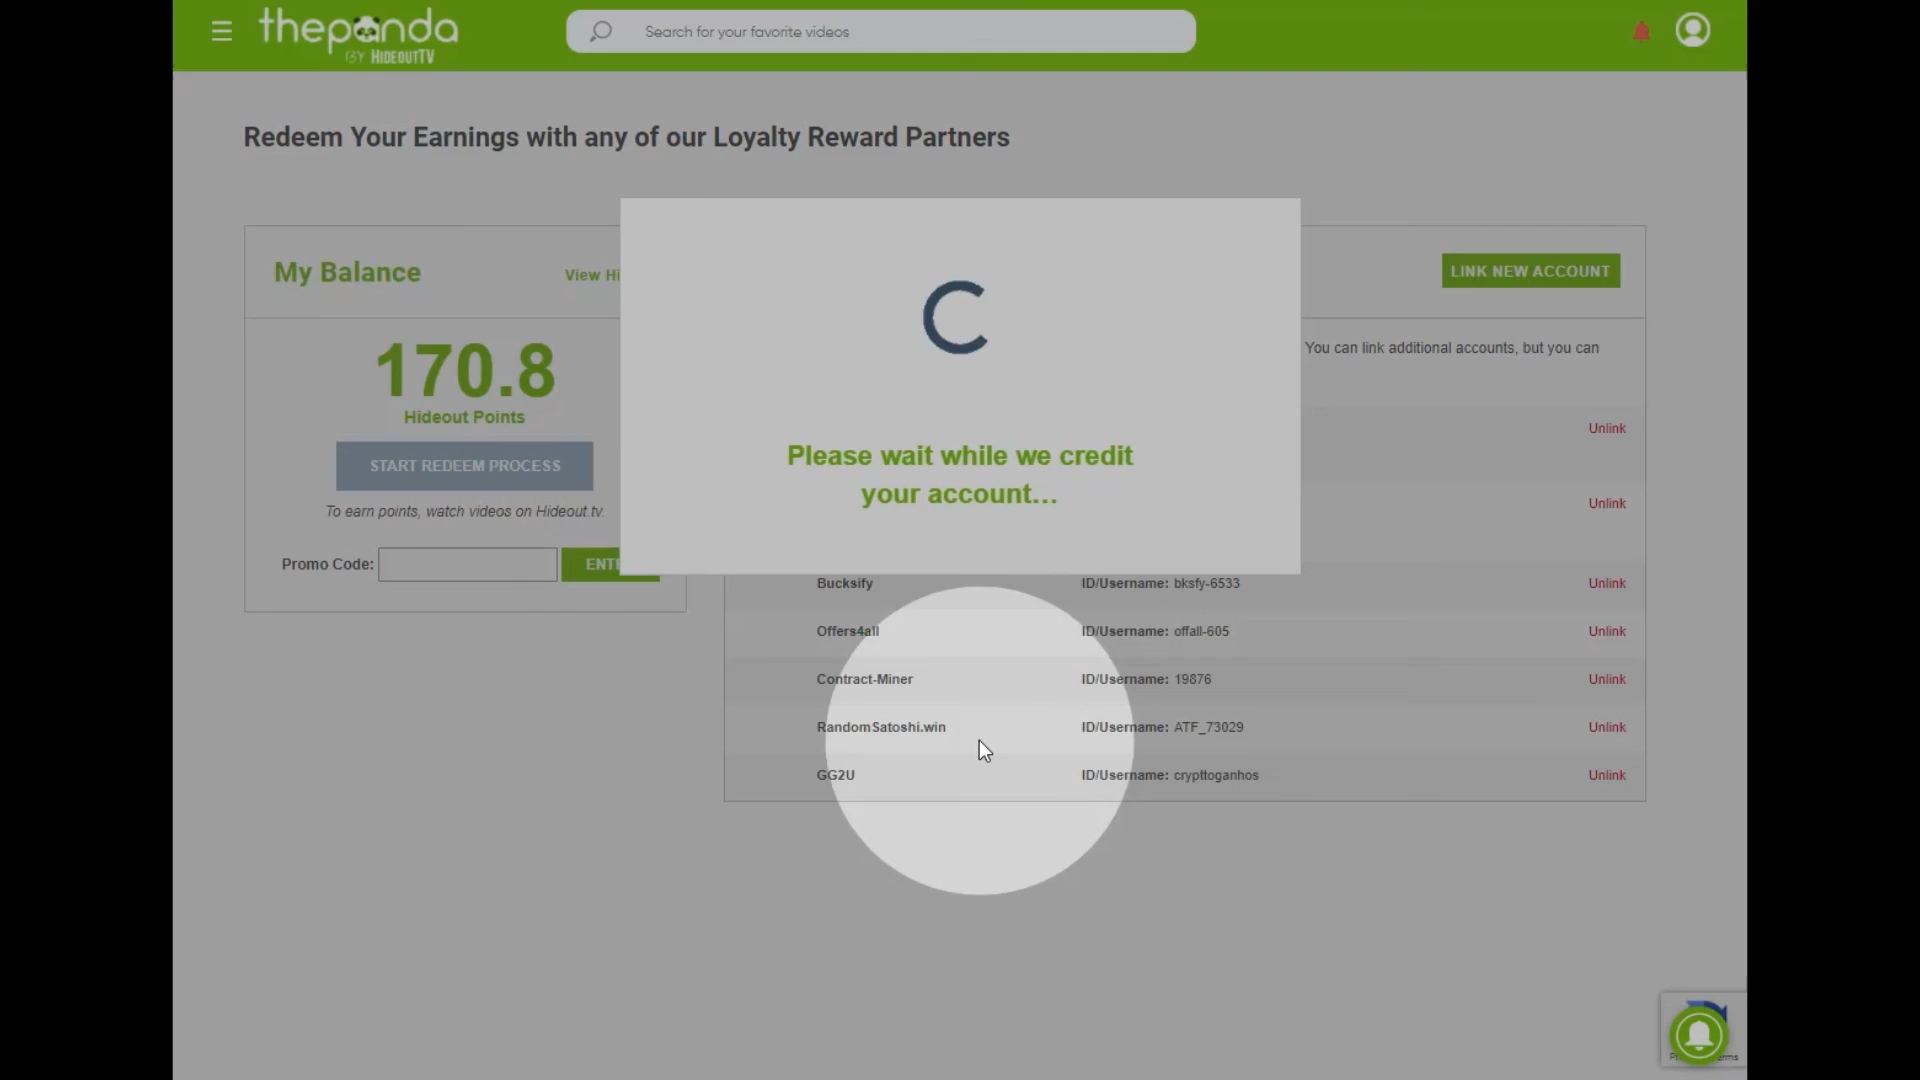 thepanda
BY HIDEOUTTV
Search for your favorite videos
Redeem Your Earnings with any of our Loyalty Reward Partners
My Balance
View Hi
LINK NEW ACCOUNT
170.8
Hideout Points
START REDEEM PROCESS
To earn points, watch videos on Hideout.tv.
Promo Code:
ENTE
Please wait while we credit
your account...
You can link additional accounts, but you can
Unlink
Unlink
Bucksify ID/Username: bksfy-6533 Unlink
Offers4all ID/Username: offall-605 Unlink
Contract-Miner ID/Username: 19876 Unlink
RandomSatoshi.win ID/Username: ATF_73029 Unlink
GG2U ID/Username: crypttoganhos Unlink